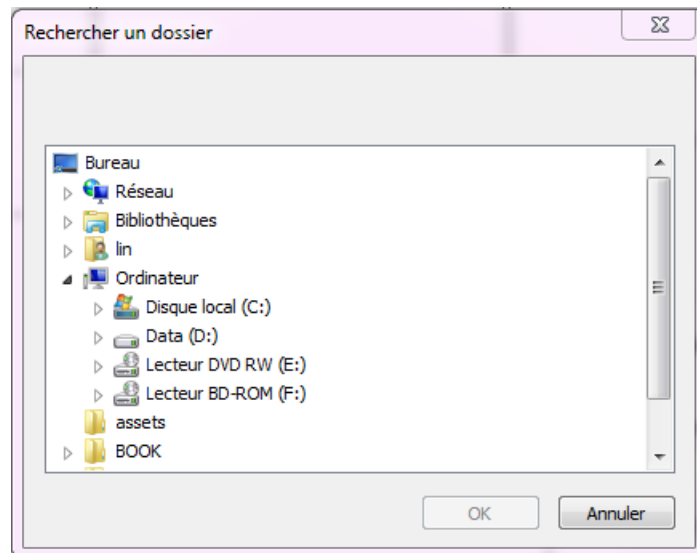 Rechercher un dossier
Bureau
Réseau
Bibliothèques
lin
Ordinateur
Disque local (C:)
Data (D:)
Lecteur DVD RW (E:)
Lecteur BD-ROM (F:)
assets
BOOK
OK
Annuler